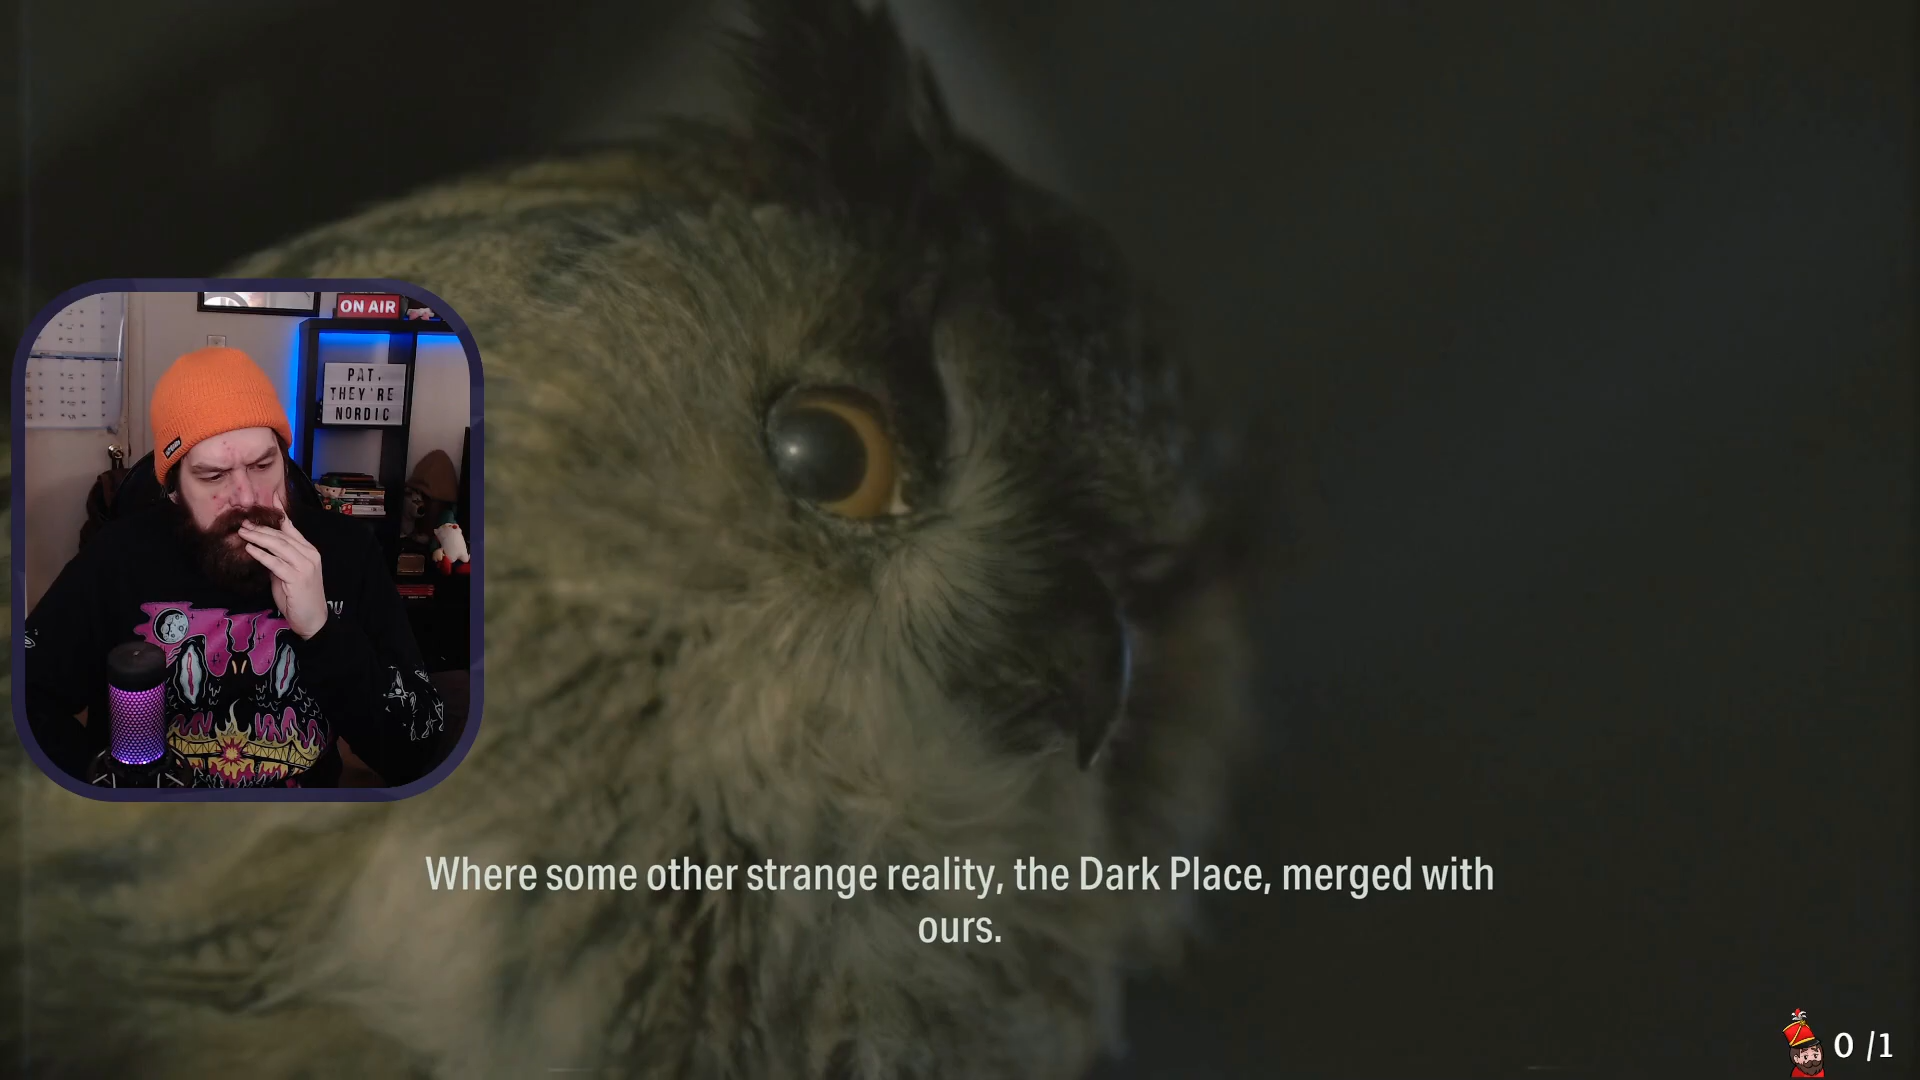 ON AIR
PAT,
THEY'RE
NORDIC
Where some other strange reality, the Dark Place, merged with
ours.
0 /1